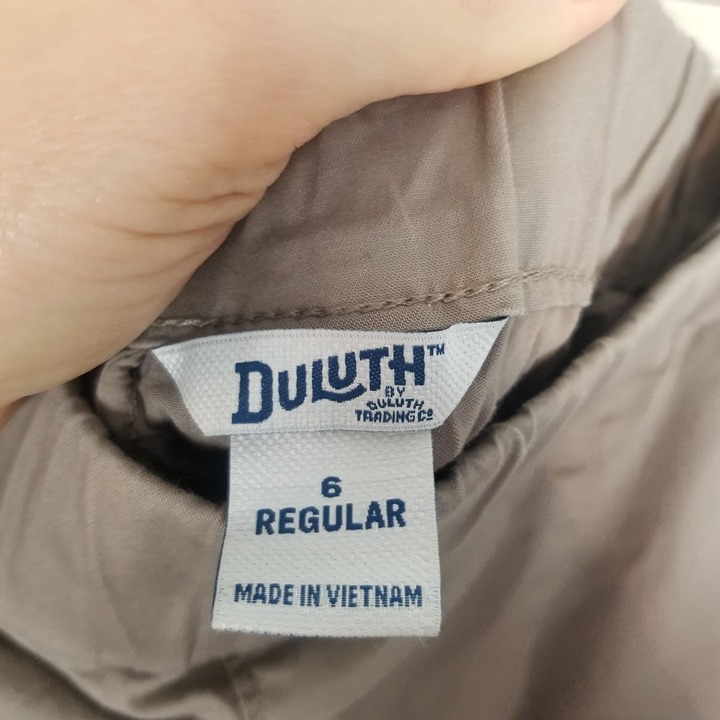 DULUTH™
BY
DULUTH
TRADING Co
6
REGULAR
MADE IN VIETNAM